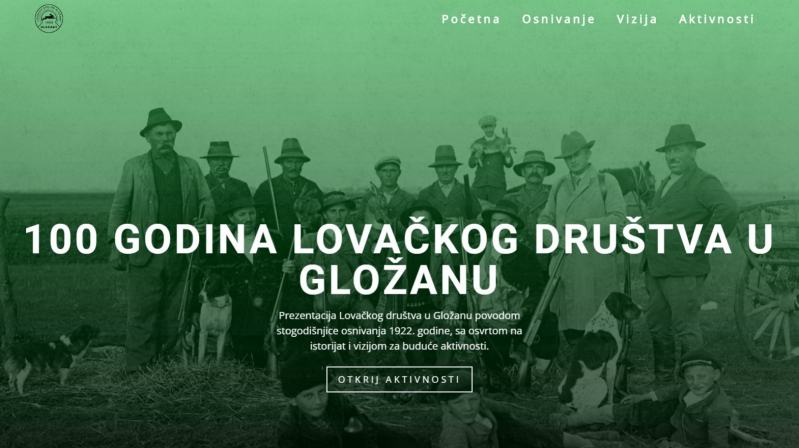 Početna Osnivanje Vizija Aktivnosti
100 GODINA LOVAČKOG DRUŠTVA U
GLOŽANU
Prezentacija Lovačkog društva u Gložanu povodom
stogodišnjice osnivanja 1922. godine, sa osvrtom na
istorijat i vizijom za buduće aktivnosti.
OTKRIJ AKTIVNOSTI